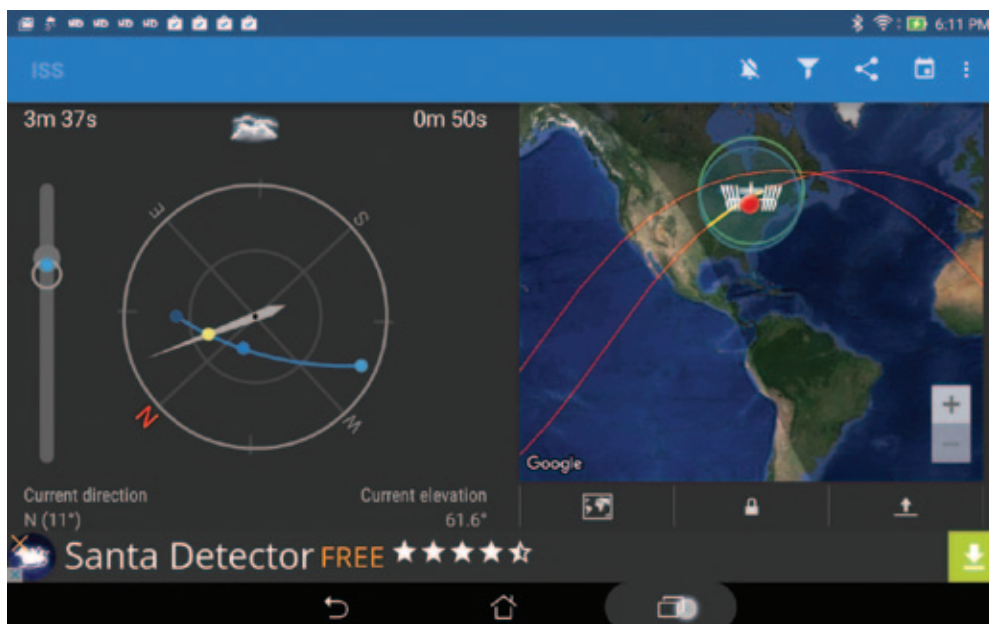 6:11 PM
ISS
3m 37s
0m 50s
E
S
N
W
Google
Current direction
N (11°)
Current elevation
61.6°
Santa Detector FREE